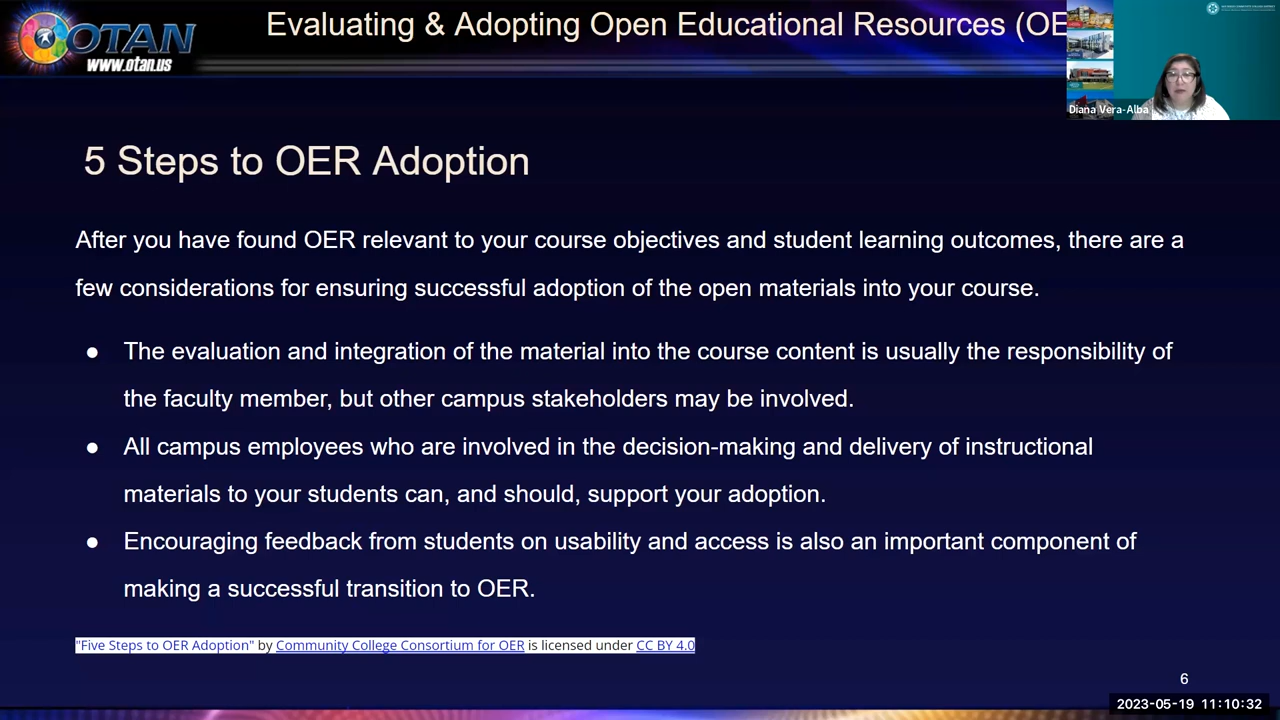 OTAN
www.otan.us
Evaluating & Adopting Open Educational Resources (OE
Diana Vera-Alba
5 Steps to OER Adoption
After you have found OER relevant to your course objectives and student learning outcomes, there are a
few considerations for ensuring successful adoption of the open materials into your course.
● The evaluation and integration of the material into the course content is usually the responsibility of
the faculty member, but other campus stakeholders may be involved.
● All campus employees who are involved in the decision-making and delivery of instructional
materials to your students can, and should, support your adoption.
● Encouraging feedback from students on usability and access is also an important component of
making a successful transition to OER.
"Five Steps to OER Adoption" by Community College Consortium for OER is licensed under CC BY 4.0
6
2023-05-19 11:10:32